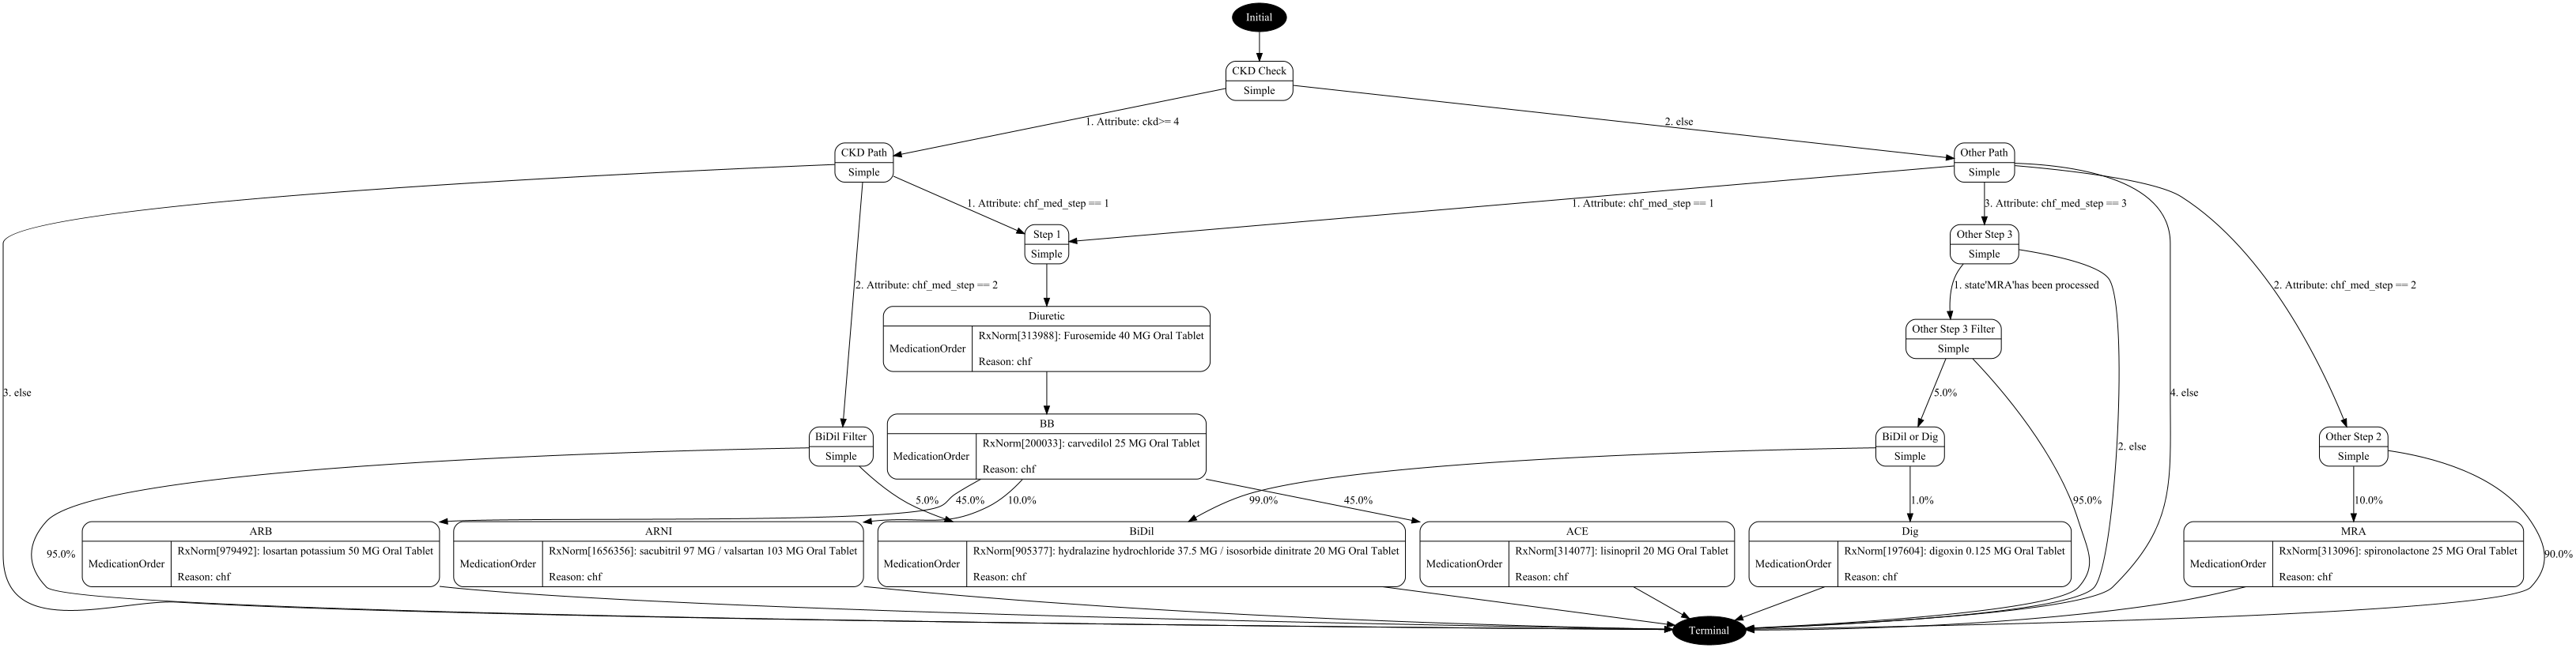 Initial
CKD Check
Simple
1. Attribute: ckd>= 4
2. else
CKD Path
Simple
Other Path
Simple
1. Attribute: chf_med_step == 1
1. Attribute: chf_med_step == 1
3. Attribute: chf_med_step == 3
Step 1
Simple
Other Step 3
Simple
2. Attribute: chf_med_step == 2
1. state'MRA'has been processed
2. Attribute: chf_med_step == 2
Diuretic
MedicationOrder
RxNorm[313988]: Furosemide 40 MG Oral Tablet
Reason: chf
Other Step 3 Filter
Simple
3. else
5.0%
4. else
BiDil Filter
Simple
BB
MedicationOrder
RxNorm[200033]: carvedilol 25 MG Oral Tablet
Reason: chf
BiDil or Dig
Simple
2. else
Other Step 2
Simple
5.0%
45.0%
10.0%
99.0%
45.0%
1.0%
95.0%
10.0%
95.0%
ARB
MedicationOrder
RxNorm[979492]: losartan potassium 50 MG Oral Tablet
Reason: chf
ARNI
MedicationOrder
RxNorm[1656356]: sacubitril 97 MG / valsartan 103 MG Oral Tablet
Reason: chf
BiDil
MedicationOrder
RxNorm[905377]: hydralazine hydrochloride 37.5 MG / isosorbide dinitrate 20 MG Oral Tablet
Reason: chf
ACE
MedicationOrder
RxNorm[314077]: lisinopril 20 MG Oral Tablet
Reason: chf
Dig
MedicationOrder
RxNorm[197604]: digoxin 0.125 MG Oral Tablet
Reason: chf
MRA
MedicationOrder
RxNorm[313096]: spironolactone 25 MG Oral Tablet
Reason: chf
90.0%
Terminal